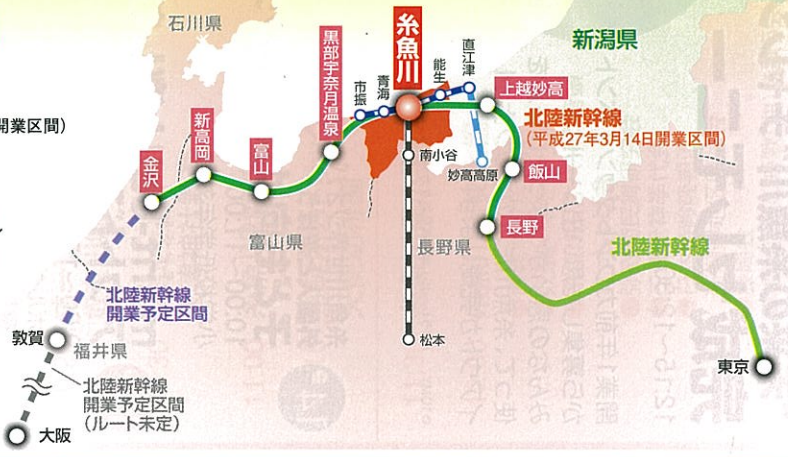 石川県
新潟県
開業区間)
糸魚川
黒部宇奈月温泉
市振
青海
能生
直江津
上越妙高
北陸新幹線
(平成27年3月14日開業区間)
新高岡
金沢
富山
南小谷
妙高高原
飯山
長野
富山県
長野県
北陸新幹線
北陸新幹線
開業予定区間
敦賀
福井県
松本
東京
北陸新幹線
開業予定区間
(ルート未定)
大阪